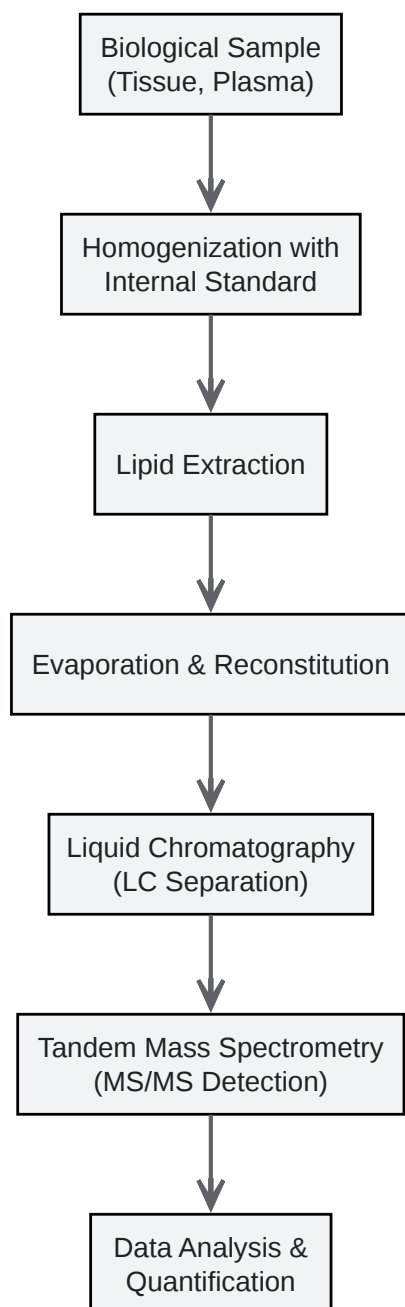 Biological Sample
(Tissue, Plasma)
Homogenization with
Internal Standard
Lipid Extraction
Evaporation & Reconstitution
Liquid Chromatography
(LC Separation)
Tandem Mass Spectrometry
(MS/MS Detection)
Data Analysis &
Quantification